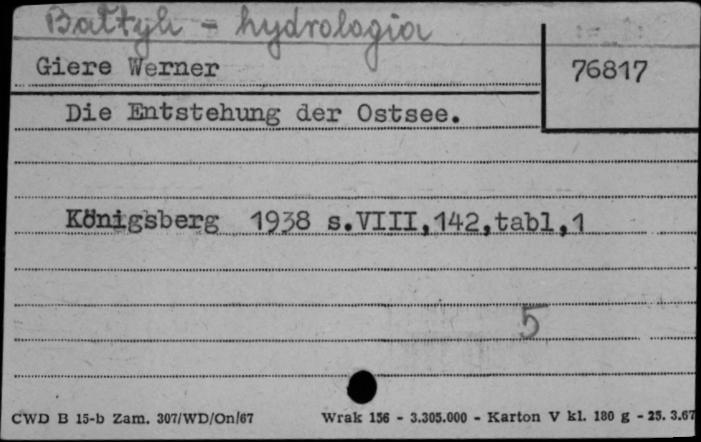 Bałtyk - hydrologia
Giere Werner
76817
Die Entstehung der Ostsee.
Königsberg 1938 s.VIII,142,tabl,1
5
CWD B 15-b Zam. 307/WD/On/67 Wrak 156 - 3.305.000 - Karton V kl. 180 g - 25. 3.67